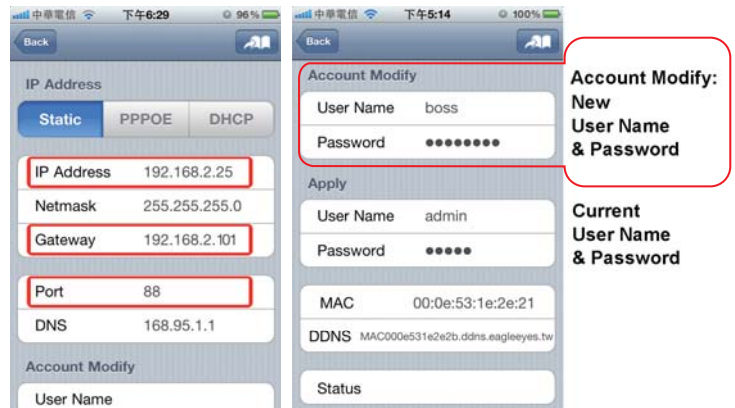 中華電信 下午6:29 96%
Back
IP Address
Static PPPOE DHCP
IP Address 192.168.2.25
Netmask 255.255.255.0
Gateway 192.168.2.101
Port 88
DNS 168.95.1.1
Account Modify
User Name
中華電信 下午5:14 100%
Back
Account Modify
User Name boss
Password ●●●●●●●●
Apply
User Name admin
Password ●●●●●
MAC 00:0e:53:1e:2e:21
DDNS MAC000e531e2e2b.ddns.eagleeyes.tw
Status
Account Modify:
New
User Name
& Password
Current
User Name
& Password